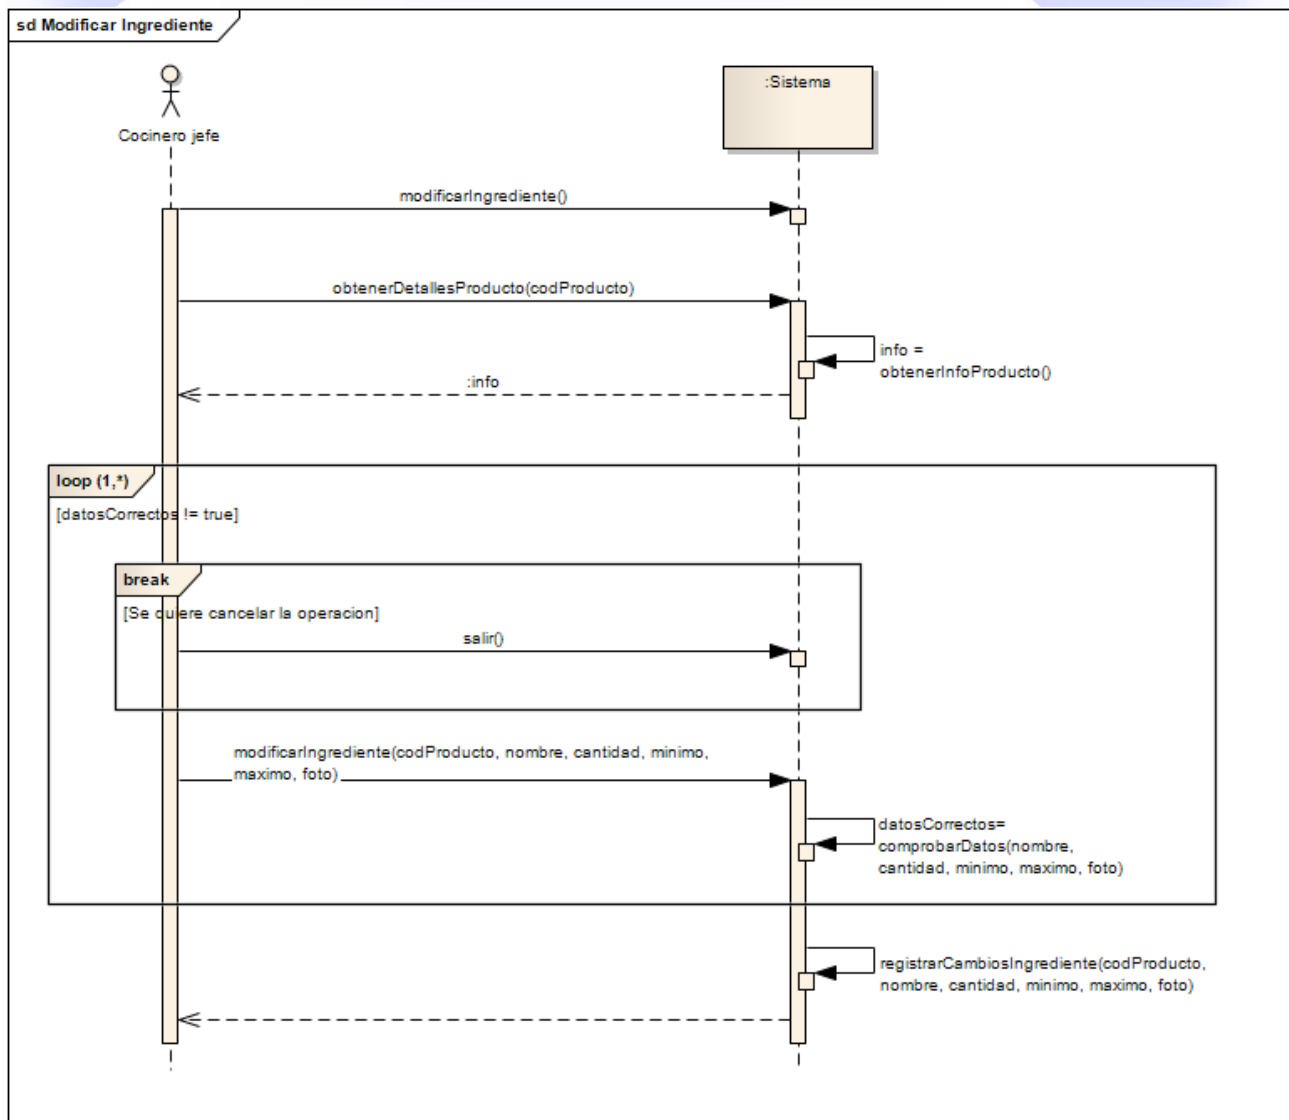 sd Modificar Ingrediente
:Sistema
Cocinero jefe
modificarIngrediente()
obtenerDetallesProducto(codProducto)
info =
obtenerInfoProducto()
:info
loop (1,*)
[datosCorrectos != true]
break
[Se quiere cancelar la operacion]
salir()
modificarIngrediente(codProducto, nombre, cantidad, minimo,
maximo, foto)
datosCorrectos=
comprobarDatos(nombre,
cantidad, minimo, maximo, foto)
registrarCambiosIngrediente(codProducto,
nombre, cantidad, minimo, maximo, foto)